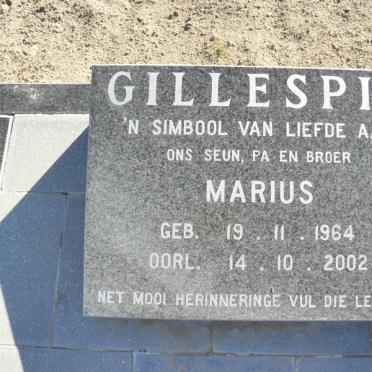 GILLESPI
'N SIMBOOL VAN LIEFDE A
ONS SEUN, PA EN BROER
MARIUS
GEB. 19 . 11 . 1964
OORL. 14 . 10 . 2002
NET MOOI HERINNERINGE VUL DIE LE